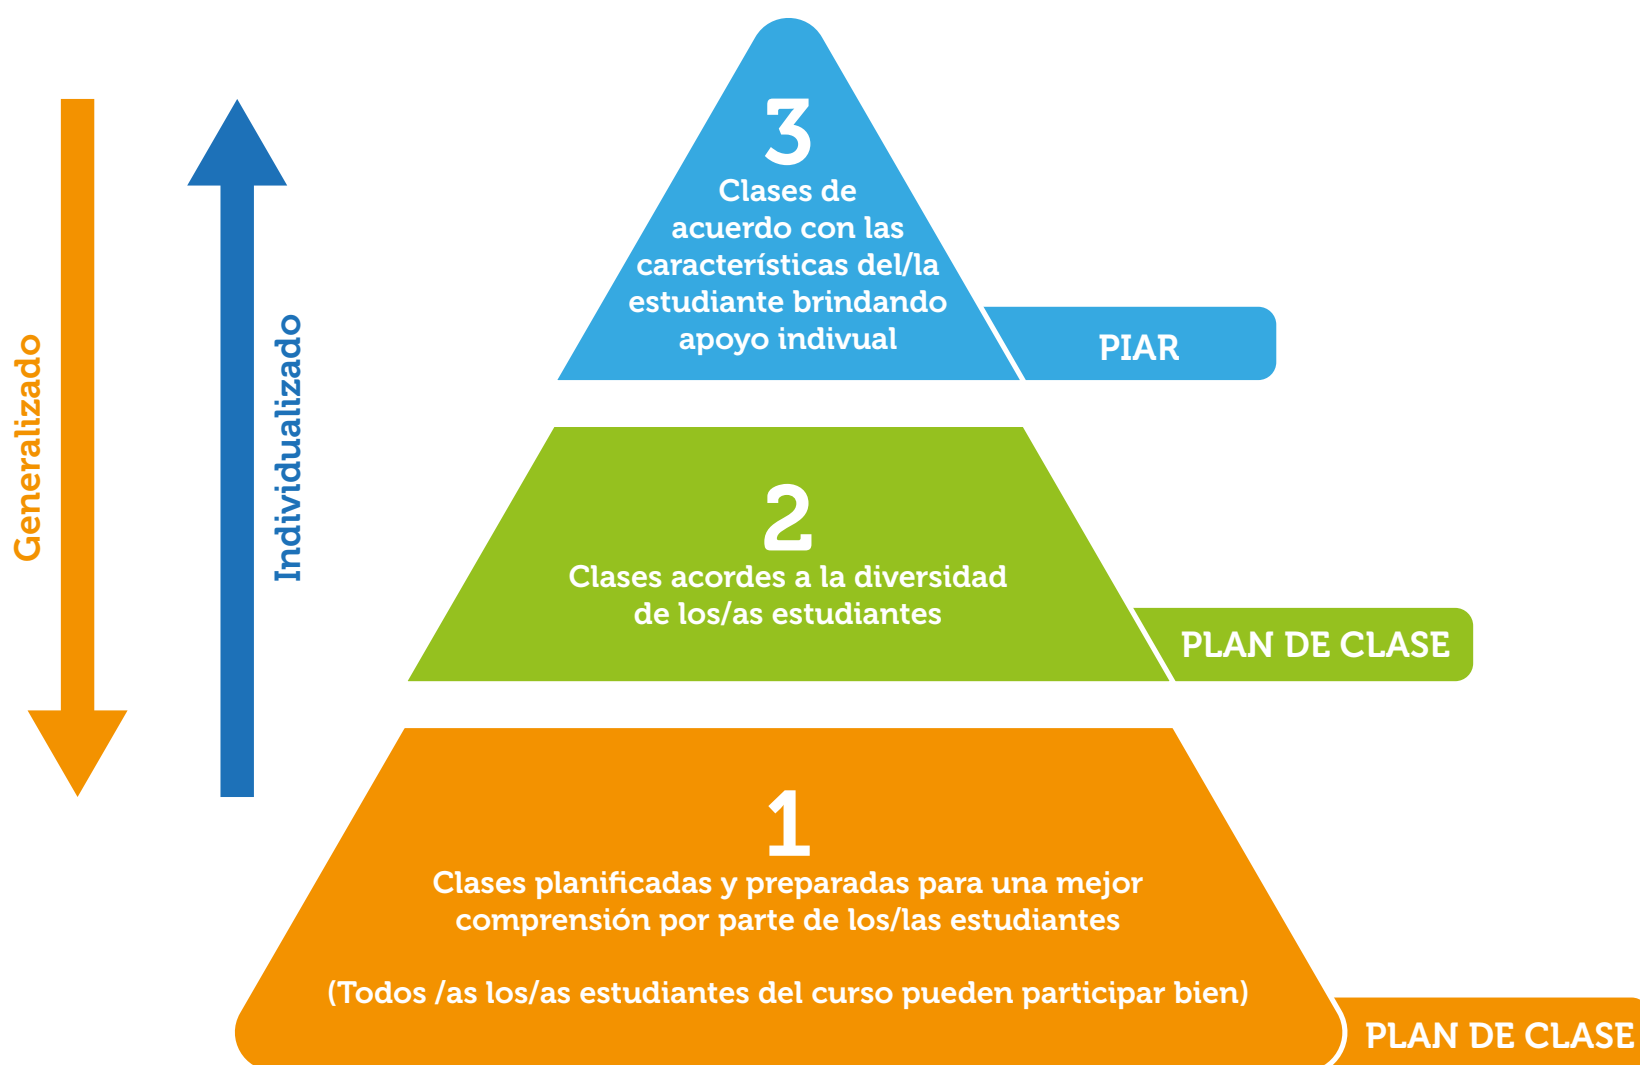 Generalizado
Individualizado
3
Clases de
acuerdo con las
características del/la
estudiante brindando
apoyo indivual
PIAR
2
Clases acordes a la diversidad
de los/as estudiantes
PLAN DE CLASE
1
Clases planificadas y preparadas para una mejor
comprensión por parte de los/las estudiantes
(Todos /as los/as estudiantes del curso pueden participar bien)
PLAN DE CLASE